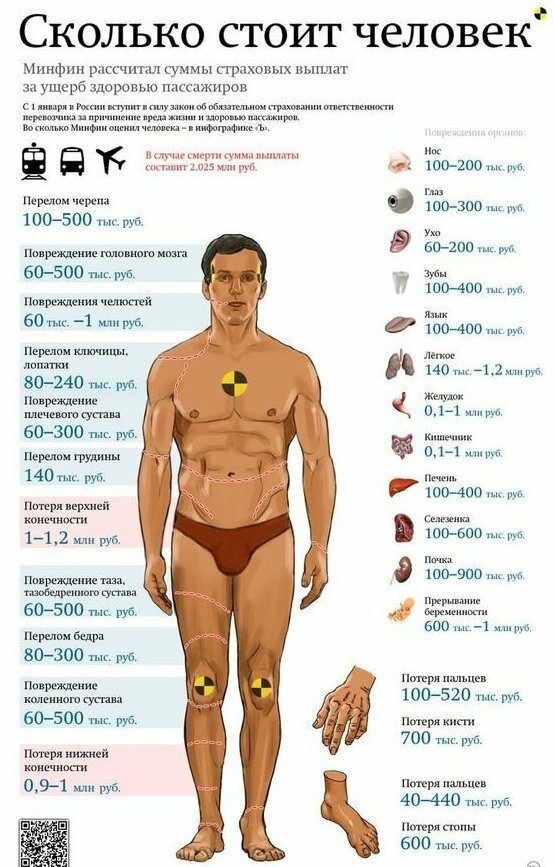 Сколько стоит человек
Минфин рассчитал суммы страховых выплат
за ущерб здоровью пассажиров
С 1 января в России вступит в силу закон об обязательном страховании ответственности
перевозчика за причинение вреда жизни и здоровью пассажиров.
Во сколько Минфин оценил человека – в инфографике «Ъ».
В случае смерти сумма выплаты
составит 2,025 млн руб.
Перелом черепа
100–500 тыс. руб.
Повреждение головного мозга
60–500 тыс. руб.
Повреждения челюстей
60 тыс. –1 млн руб.
Перелом ключицы,
лопатки
80–240 тыс. руб.
Повреждение
плечевого сустава
60–300 тыс. руб.
Перелом грудины
140 тыс. руб.
Потеря верхней
конечности
1–1,2 млн руб.
Повреждение таза,
тазобедренного сустава
60–500 тыс. руб.
Перелом бедра
80–300 тыс. руб.
Повреждение
коленного сустава
60–500 тыс. руб.
Потеря нижней
конечности
0,9–1 млн руб.
Повреждения органов:
Нос
100–200 тыс. руб.
Глаз
100–300 тыс. руб.
Ухо
60–200 тыс. руб.
Зубы
100–400 тыс. руб.
Язык
100–400 тыс. руб.
Лёгкое
140 тыс. –1,2 млн руб.
Желудок
0,1–1 млн руб.
Кишечник
0,1–1 млн руб.
Печень
100–400 тыс. руб.
Селезенка
100–600 тыс. руб.
Почка
100–900 тыс. руб.
Прерывание
беременности
600 тыс. –1 млн руб.
Потеря пальцев
100–520 тыс. руб.
Потеря кисти
700 тыс. руб.
Потеря пальцев
40–440 тыс. руб.
Потеря стопы
600 тыс. руб.